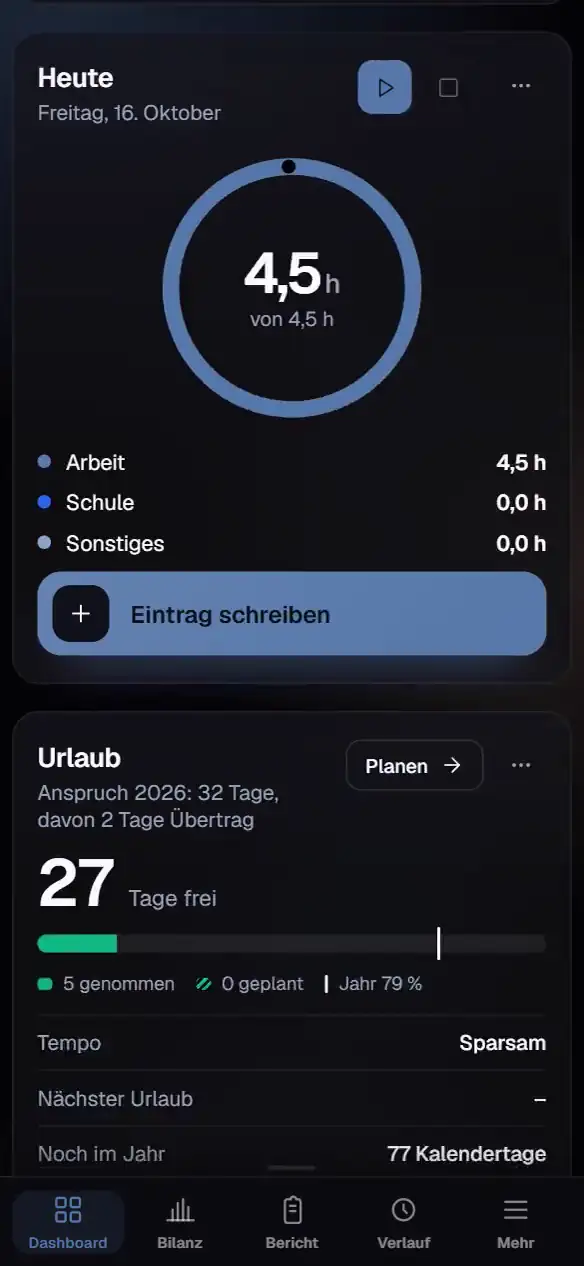 Heute
Freitag, 16. Oktober
4,5 h
von 4,5 h
Arbeit 4,5 h
Schule 0,0 h
Sonstiges 0,0 h
Eintrag schreiben
Urlaub
Planen
Anspruch 2026: 32 Tage,
davon 2 Tage Übertrag
27 Tage frei
5 genommen 0 geplant Jahr 79 %
Tempo Sparsam
Nächster Urlaub –
Noch im Jahr 77 Kalendertage
Dashboard Bilanz Bericht Verlauf Mehr